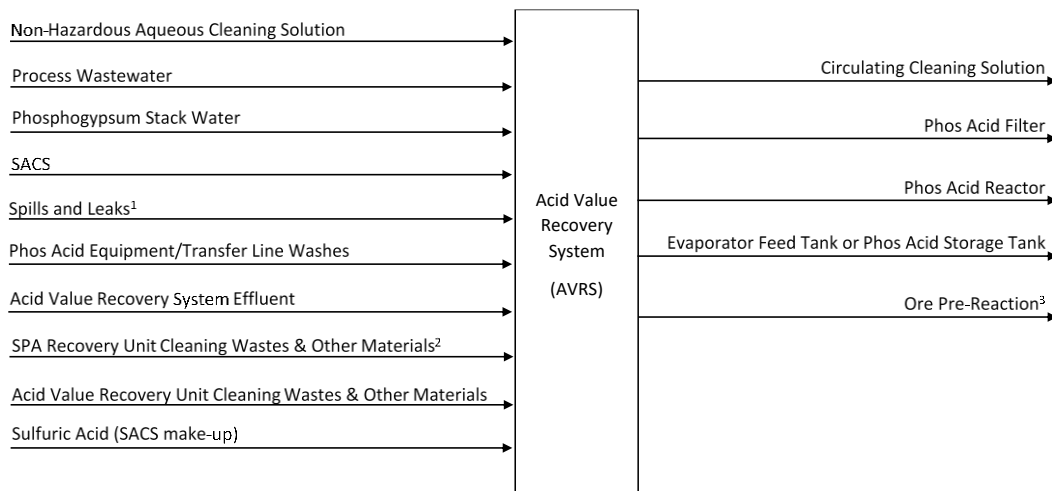 Non-Hazardous Aqueous Cleaning Solution
Process Wastewater
Phosphogypsum Stack Water
SACS
Spills and Leaks¹
Phos Acid Equipment/Transfer Line Washes
Acid Value Recovery System Effluent
SPA Recovery Unit Cleaning Wastes & Other Materials²
Acid Value Recovery Unit Cleaning Wastes & Other Materials
Sulfuric Acid (SACS make-up)
Acid Value
Recovery
System
(AVRS)
Circulating Cleaning Solution
Phos Acid Filter
Phos Acid Reactor
Evaporator Feed Tank or Phos Acid Storage Tank
Ore Pre-Reaction³